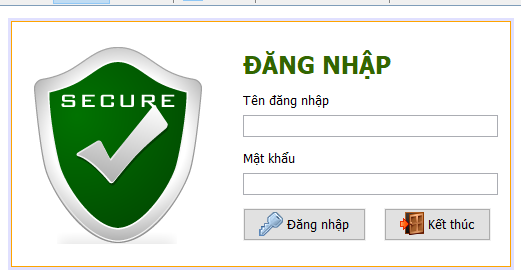 SECURE
ĐĂNG NHẬP
Tên đăng nhập
Mật khẩu
Đăng nhập
Kết thúc